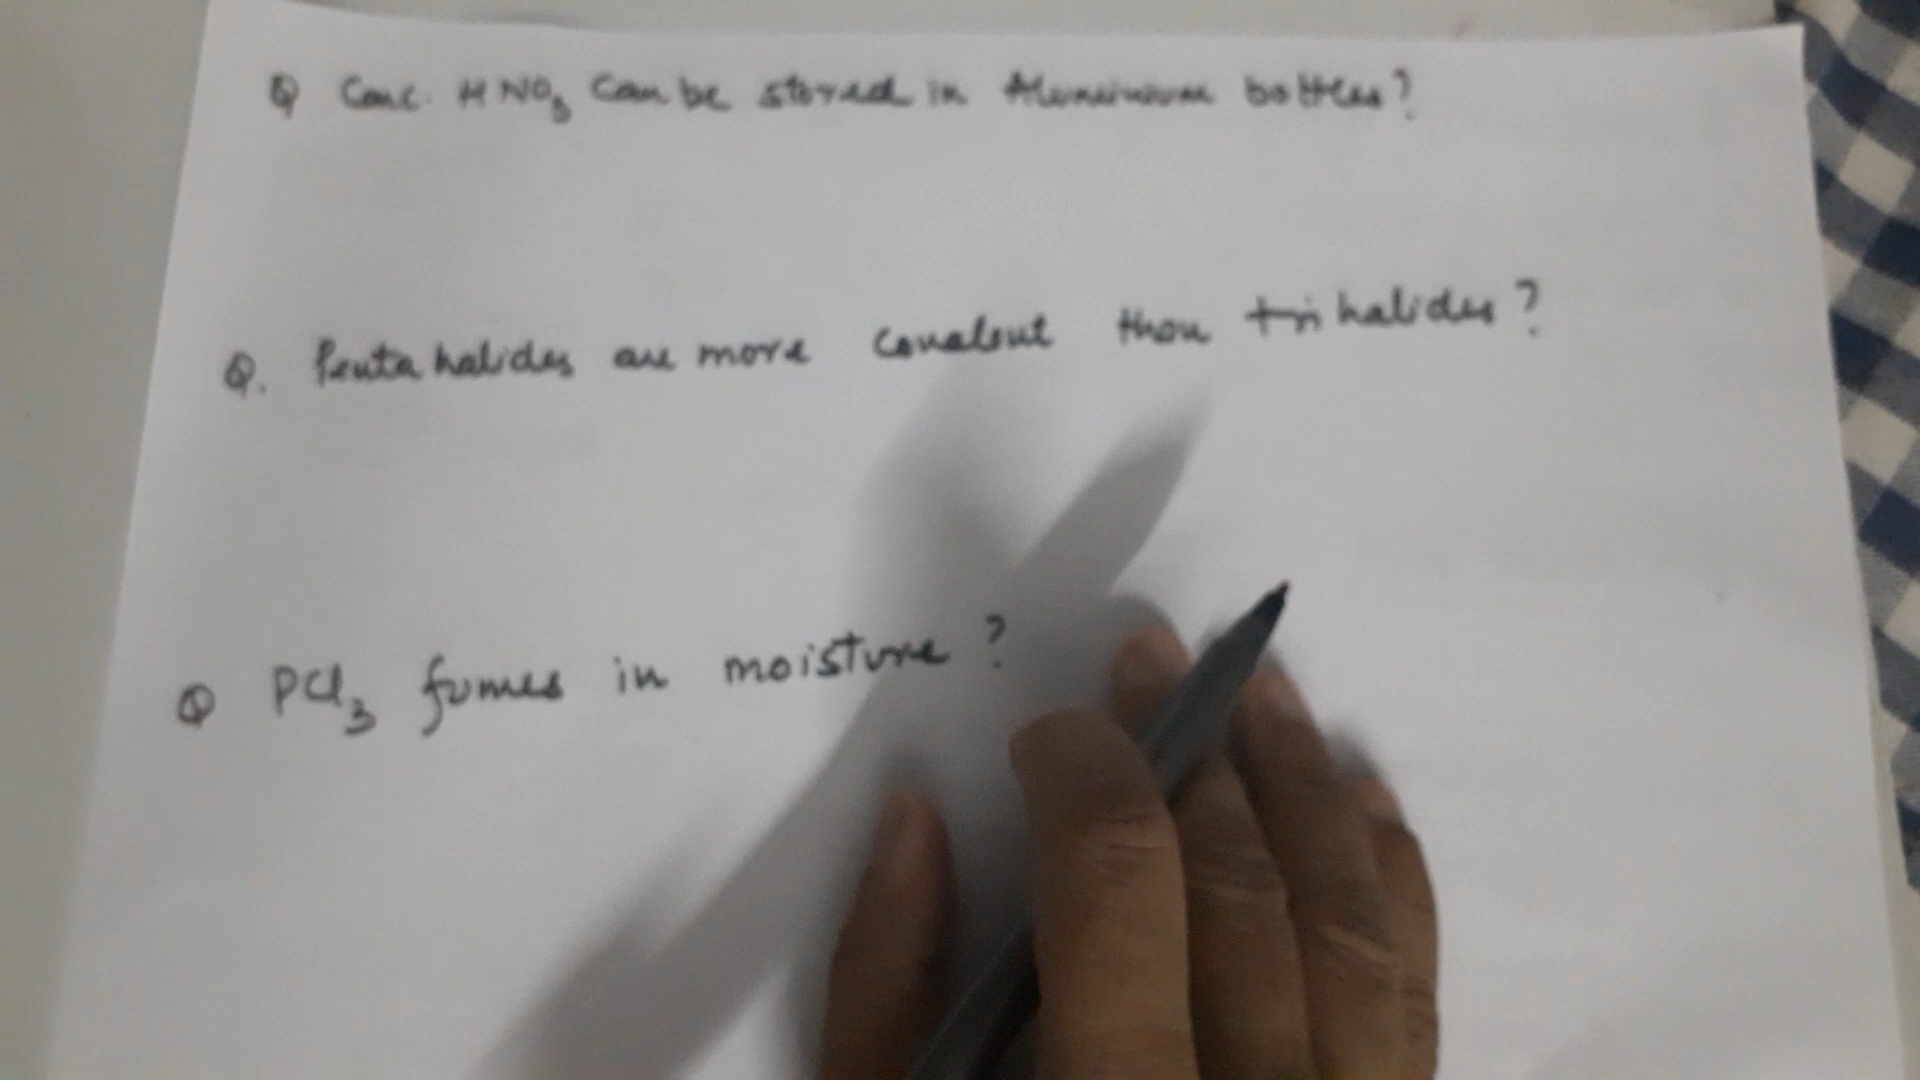 Q Conc. HNO₃ Can be stored in Aluminium bottles?
Q. Penta halides are more covalent than tri halides?
Q PCl₃ fumes in moisture?